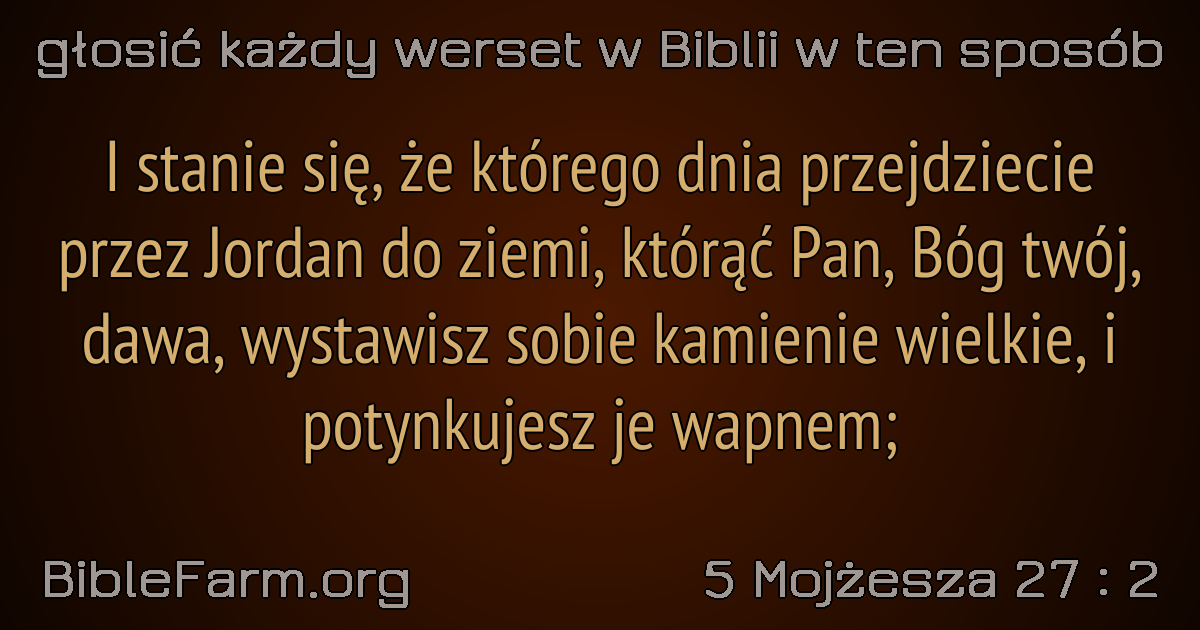 głosić każdy werset w Biblii w ten sposób
I stanie się, że którego dnia przejdziecie
przez Jordan do ziemi, którąć Pan, Bóg twój,
dawa, wystawisz sobie kamienie wielkie, i
potynkujesz je wapnem;
BibleFarm.org
5 Mojżesza 27 : 2